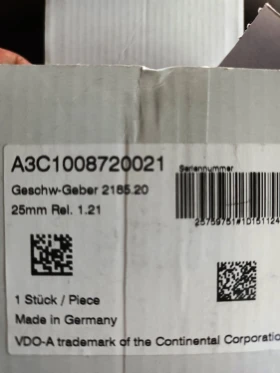 A3C1008720021
Seriennummer
Geschw-Geber 2185.20
25mm Rel. 1.21
1 Stück / Piece
Made in Germany
VDO-A trademark of the Continental Corporatio